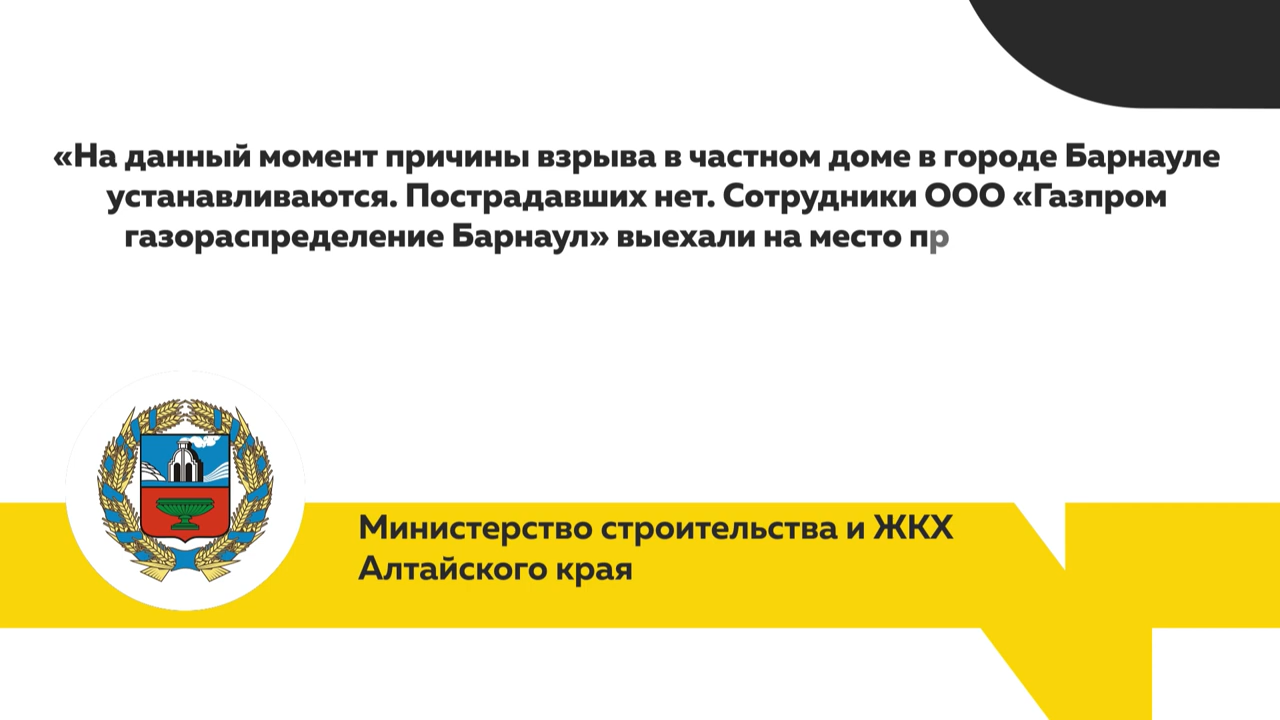 «На данный момент причины взрыва в частном доме в городе Барнауле
устанавливаются. Пострадавших нет. Сотрудники ООО «Газпром
газораспределение Барнаул» выехали на место пр
Министерство строительства и ЖКХ
Алтайского края